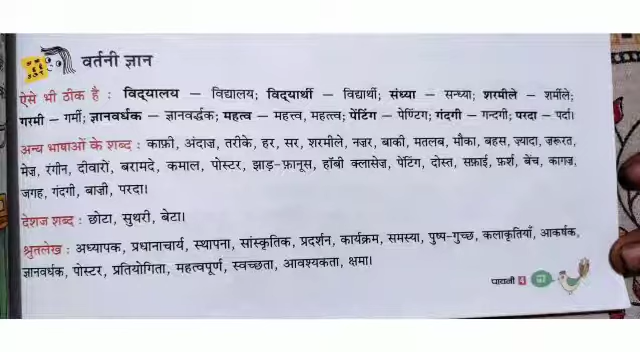 वर्तनी ज्ञान
ऐसे भी ठीक है : विद्‌यालय – विद्यालय; विद्‌यार्थी – विद्यार्थी; संध्या – सन्ध्या; शरमीले – शर्मीले;
गरमी – गर्मी; ज्ञानवर्धक – ज्ञानवर्द्धक; महत्व – महत्त्व, महत्त्व; पेंटिंग – पेण्टिंग; गंदगी – गन्दगी; परदा – पर्दा।
अन्य भाषाओं के शब्द : काफ़ी, अंदाज़, तरीके, हर, सर, शरमीले, नज़र, बाकी, मतलब, मौका, बहस, ज़्यादा, ज़रूरत,
मेज़, रंगीन, दीवारों, बरामदे, कमाल, पोस्टर, झाड़-फ़ानूस, हॉबी क्लासेज़, पेंटिंग, दोस्त, सफ़ाई, फ़र्श, बेंच, कागज़,
जगह, गंदगी, बाज़ी, परदा।
देशज शब्द : छोटा, सुथरी, बेटा।
श्रुतलेख : अध्यापक, प्रधानाचार्य, स्थापना, सांस्कृतिक, प्रदर्शन, कार्यक्रम, समस्या, पुष्प-गुच्छ, कलाकृतियाँ, आकर्षक,
ज्ञानवर्धक, पोस्टर, प्रतियोगिता, महत्वपूर्ण, स्वच्छता, आवश्यकता, क्षमा।
पावनी 4